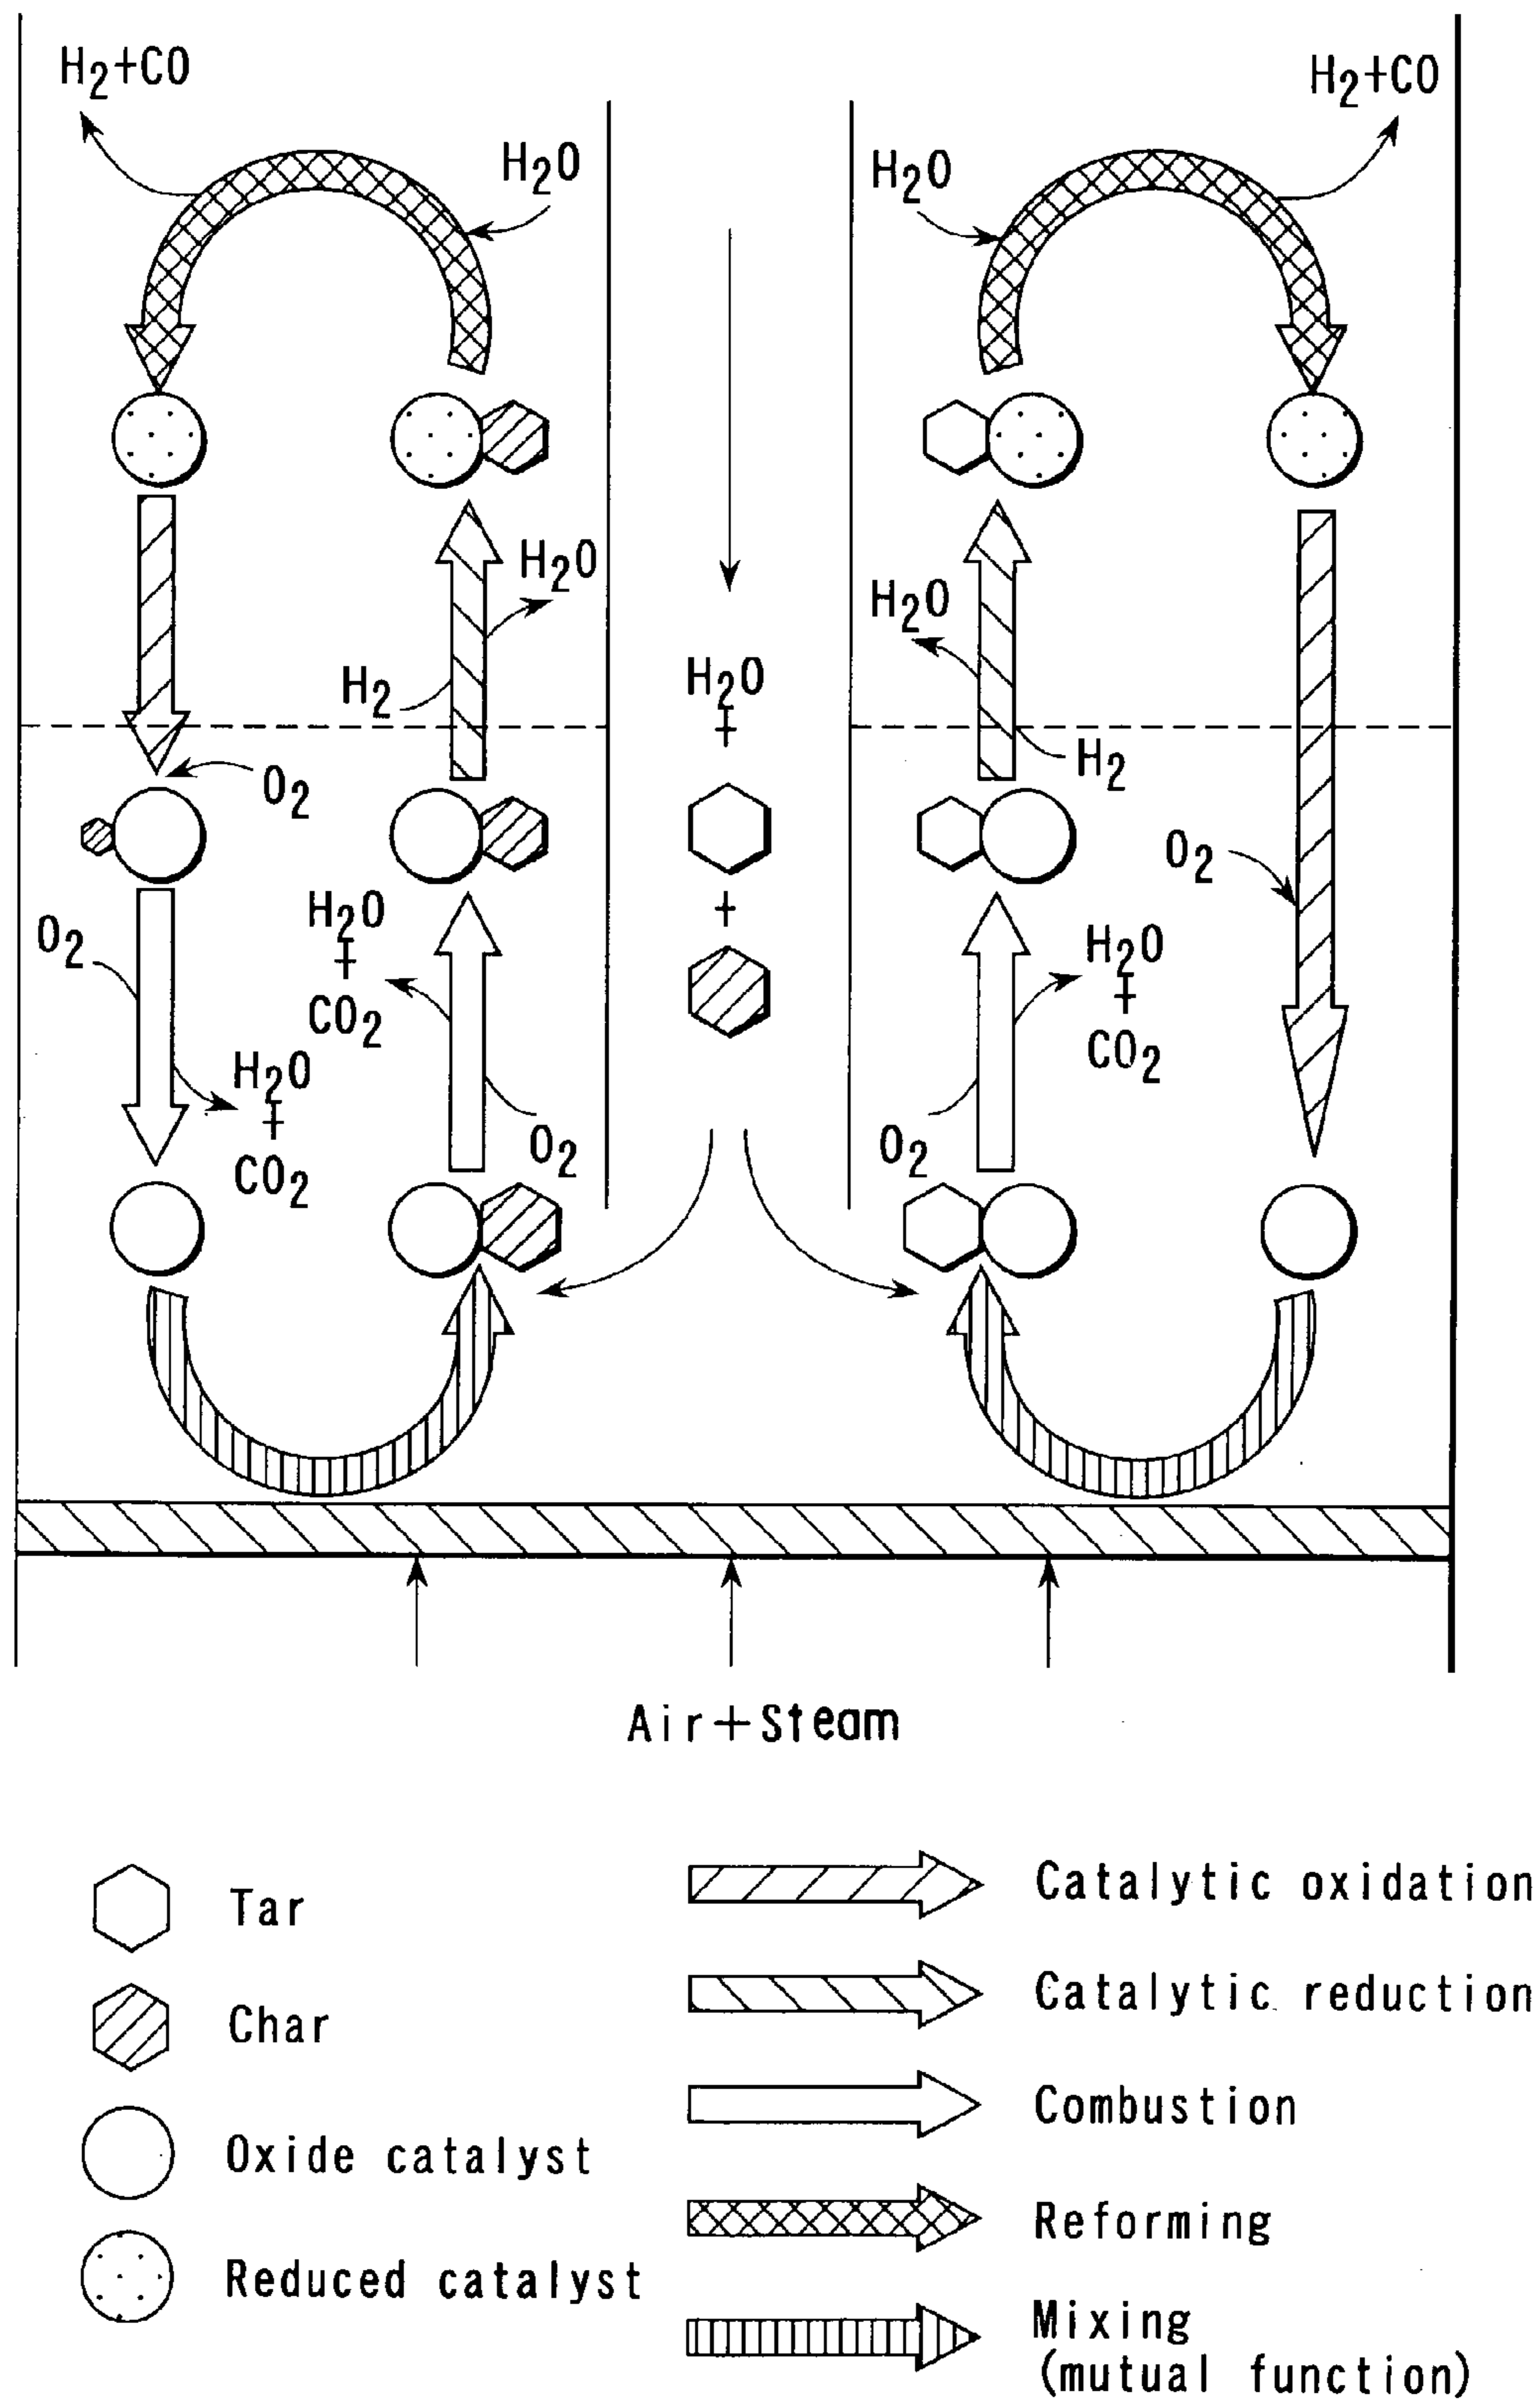 H2+CO
H2+CO
H2O
H2O
H2O
H2O
H2
H2O
+
H2
O2
O2
+
H2O
+
CO2
O2
H2O
+
CO2
H2O
+
CO2
O2
O2
Air+Steam
Tar
Char
Oxide catalyst
Reduced catalyst
Catalytic oxidation
Catalytic reduction
Combustion
Reforming
Mixing
(mutual function)